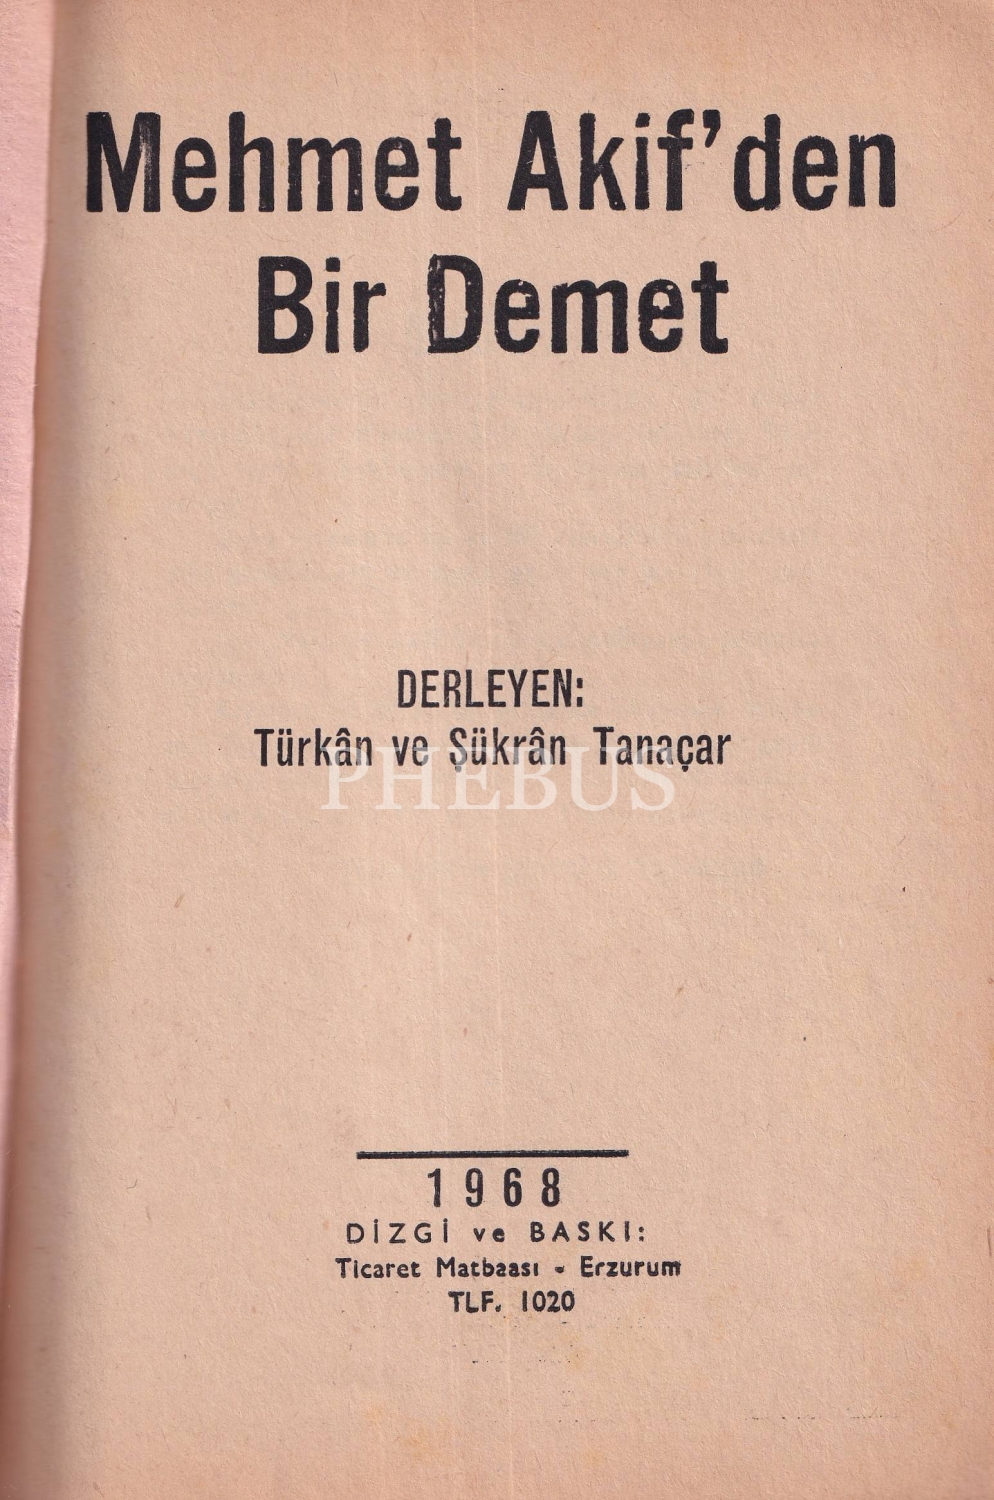 Mehmet Akif'den
Bir Demet
DERLEYEN:
Türkân ve Şükrân Tanaçar
PHEBUS
1968
DİZGİ ve BASKI:
Ticaret Matbaası - Erzurum
TLF. 1020